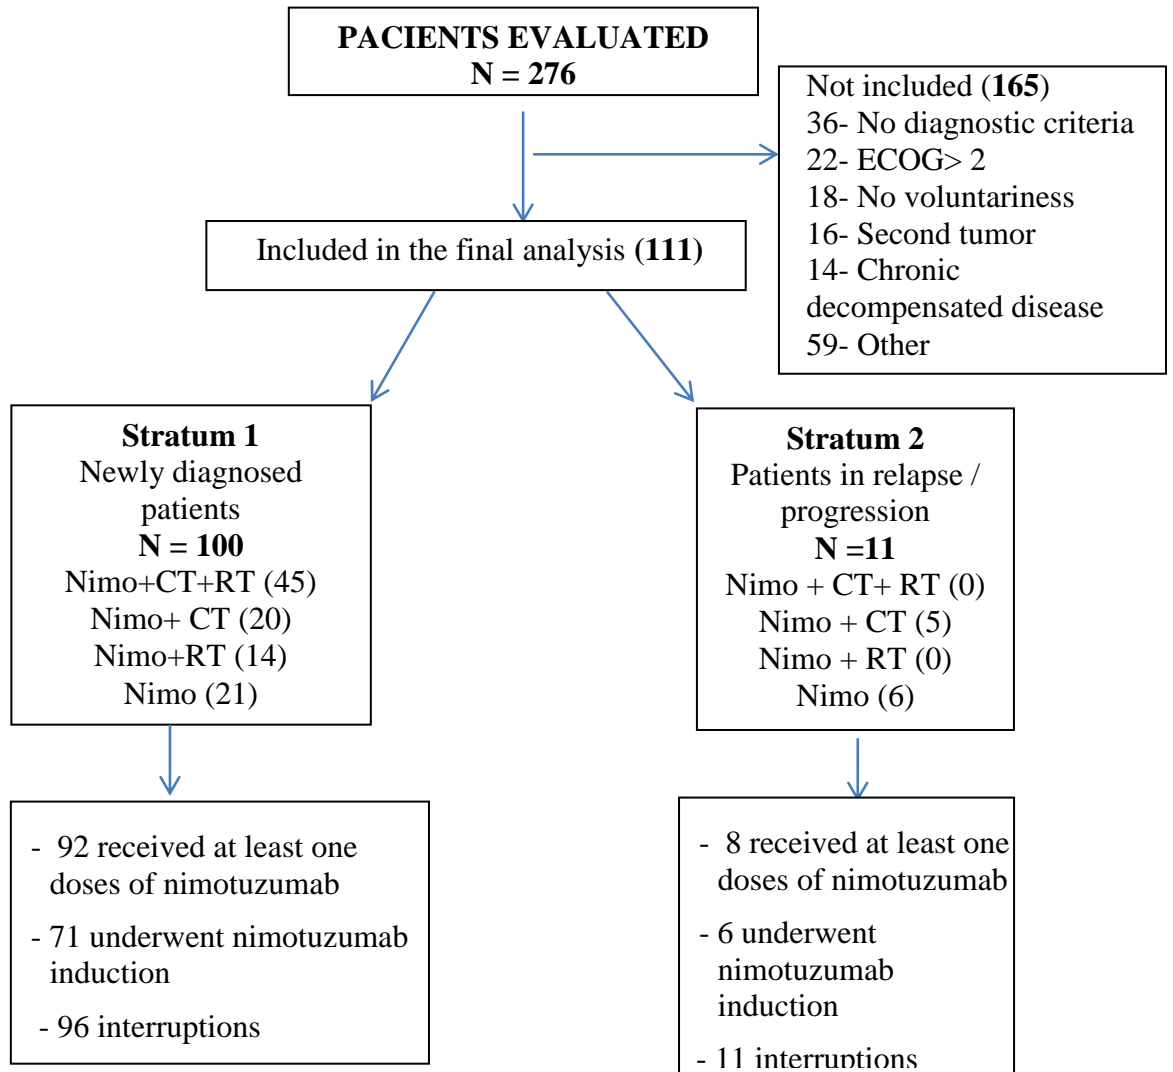 PACIENTS EVALUATED
N = 276
Not included (165)
36- No diagnostic criteria
22- ECOG> 2
18- No voluntariness
16- Second tumor
14- Chronic
decompensated disease
59- Other
Included in the final analysis (111)
Stratum 1
Newly diagnosed
patients
N = 100
Nimo+CT+RT (45)
Nimo+ CT (20)
Nimo+RT (14)
Nimo (21)
Stratum 2
Patients in relapse /
progression
N =11
Nimo + CT+ RT (0)
Nimo + CT (5)
Nimo + RT (0)
Nimo (6)
- 92 received at least one
doses of nimotuzumab
- 71 underwent nimotuzumab
induction
- 96 interruptions
- 8 received at least one
doses of nimotuzumab
- 6 underwent
nimotuzumab
induction
- 11 interruptions